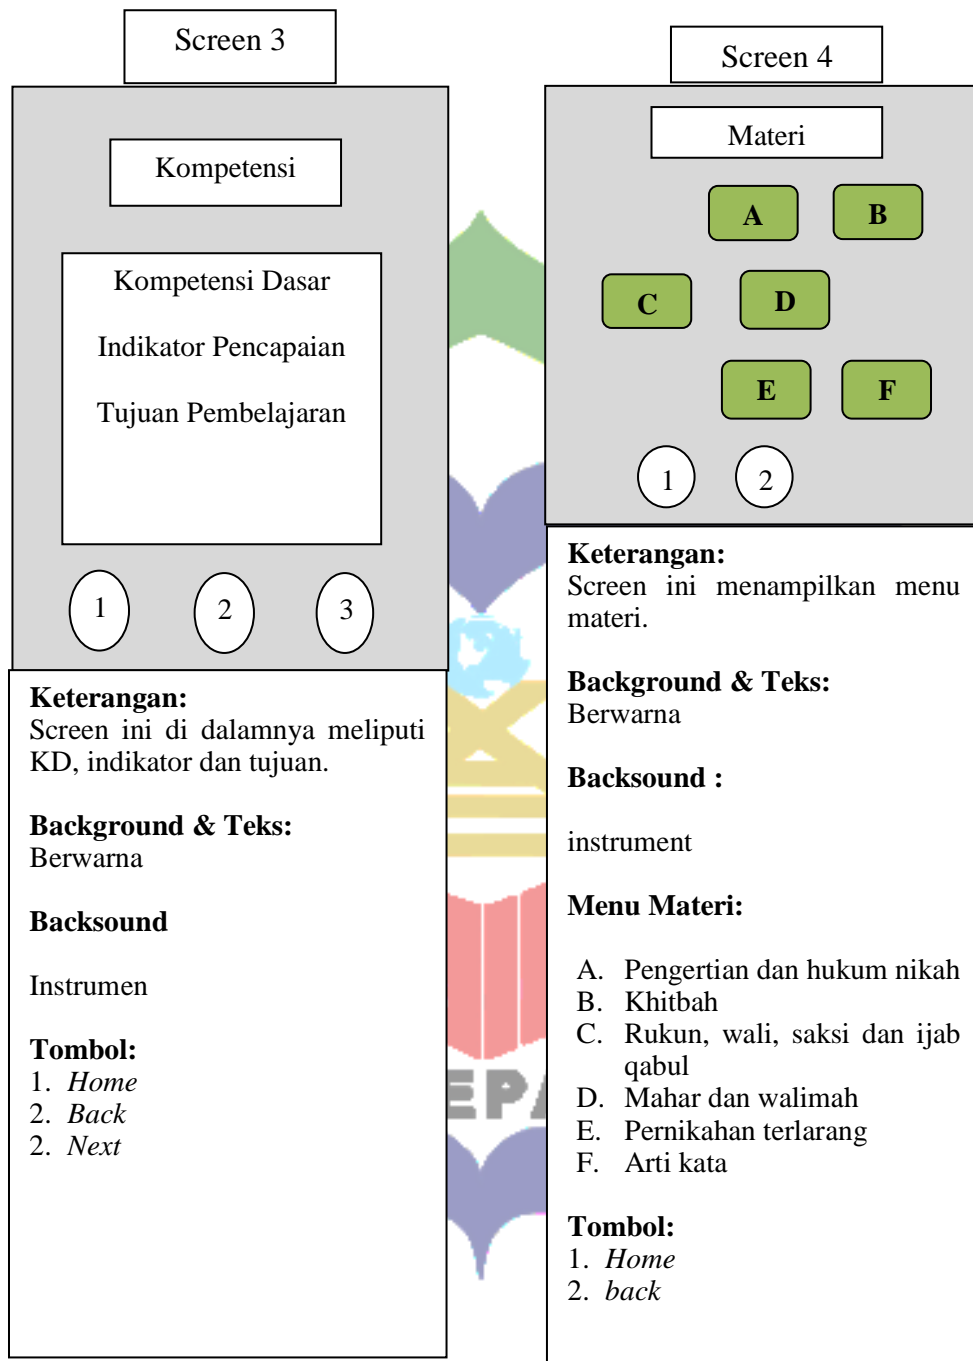 Screen 3
Kompetensi
Kompetensi Dasar
Indikator Pencapaian
Tujuan Pembelajaran
1 2 3
Keterangan:
Screen ini di dalamnya meliputi
KD, indikator dan tujuan.
Background & Teks:
Berwarna
Backsound
Instrumen
Tombol:
1. Home
2. Back
2. Next
Screen 4
Materi
A B
C D
E F
1 2
Keterangan:
Screen ini menampilkan menu
materi.
Background & Teks:
Berwarna
Backsound :
instrument
Menu Materi:
A. Pengertian dan hukum nikah
B. Khitbah
C. Rukun, wali, saksi dan ijab
qabul
D. Mahar dan walimah
E. Pernikahan terlarang
F. Arti kata
Tombol:
1. Home
2. back